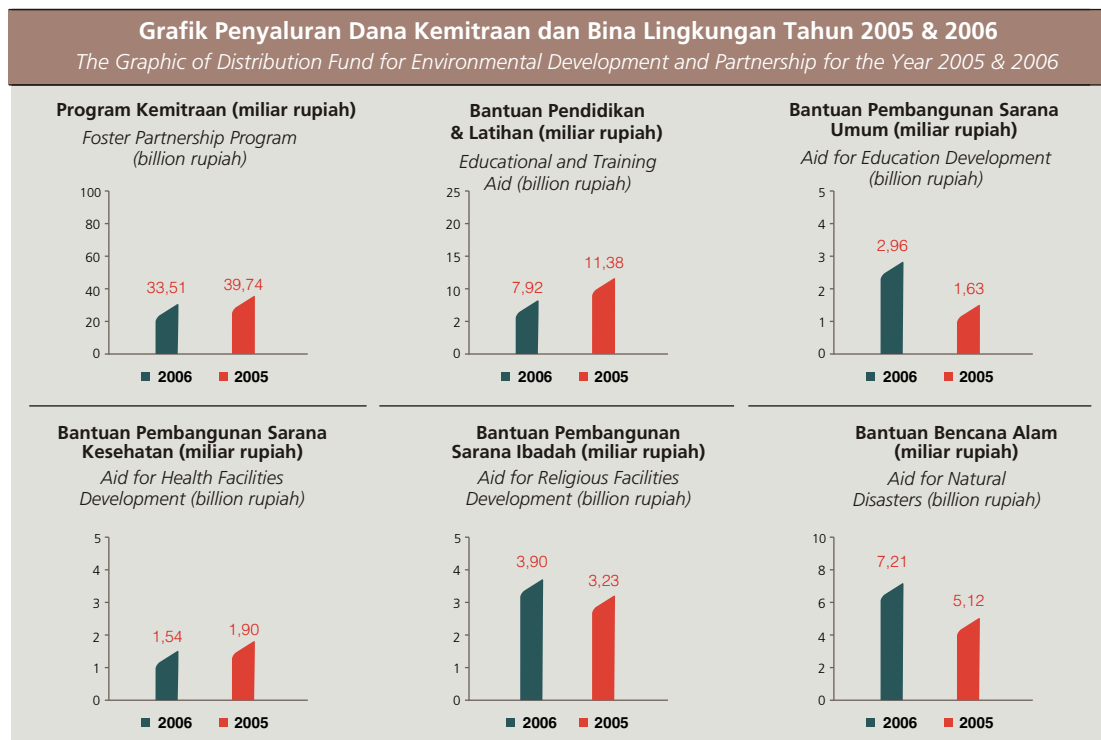 Grafik Penyaluran Dana Kemitraan dan Bina Lingkungan Tahun 2005 & 2006
The Graphic of Distribution Fund for Environmental Development and Partnership for the Year 2005 & 2006
Program Kemitraan (miliar rupiah)
Foster Partnership Program
(billion rupiah)
100
80
60
40
20
0
33,51
39,74
2006
2005
Bantuan Pendidikan
& Latihan (miliar rupiah)
Educational and Training
Aid (billion rupiah)
25
20
15
10
2
0
7,92
11,38
2006
2005
Bantuan Pembangunan Sarana
Umum (miliar rupiah)
Aid for Education Development
(billion rupiah)
5
4
3
2
1
0
2,96
1,63
2006
2005
Bantuan Pembangunan Sarana
Kesehatan (miliar rupiah)
Aid for Health Facilities
Development (billion rupiah)
5
4
3
2
1
0
1,54
1,90
2006
2005
Bantuan Pembangunan
Sarana Ibadah (miliar rupiah)
Aid for Religious Facilities
Development (billion rupiah)
5
4
3
2
1
0
3,90
3,23
2006
2005
Bantuan Bencana Alam
(miliar rupiah)
Aid for Natural
Disasters (billion rupiah)
10
8
6
4
2
0
7,21
5,12
2006
2005